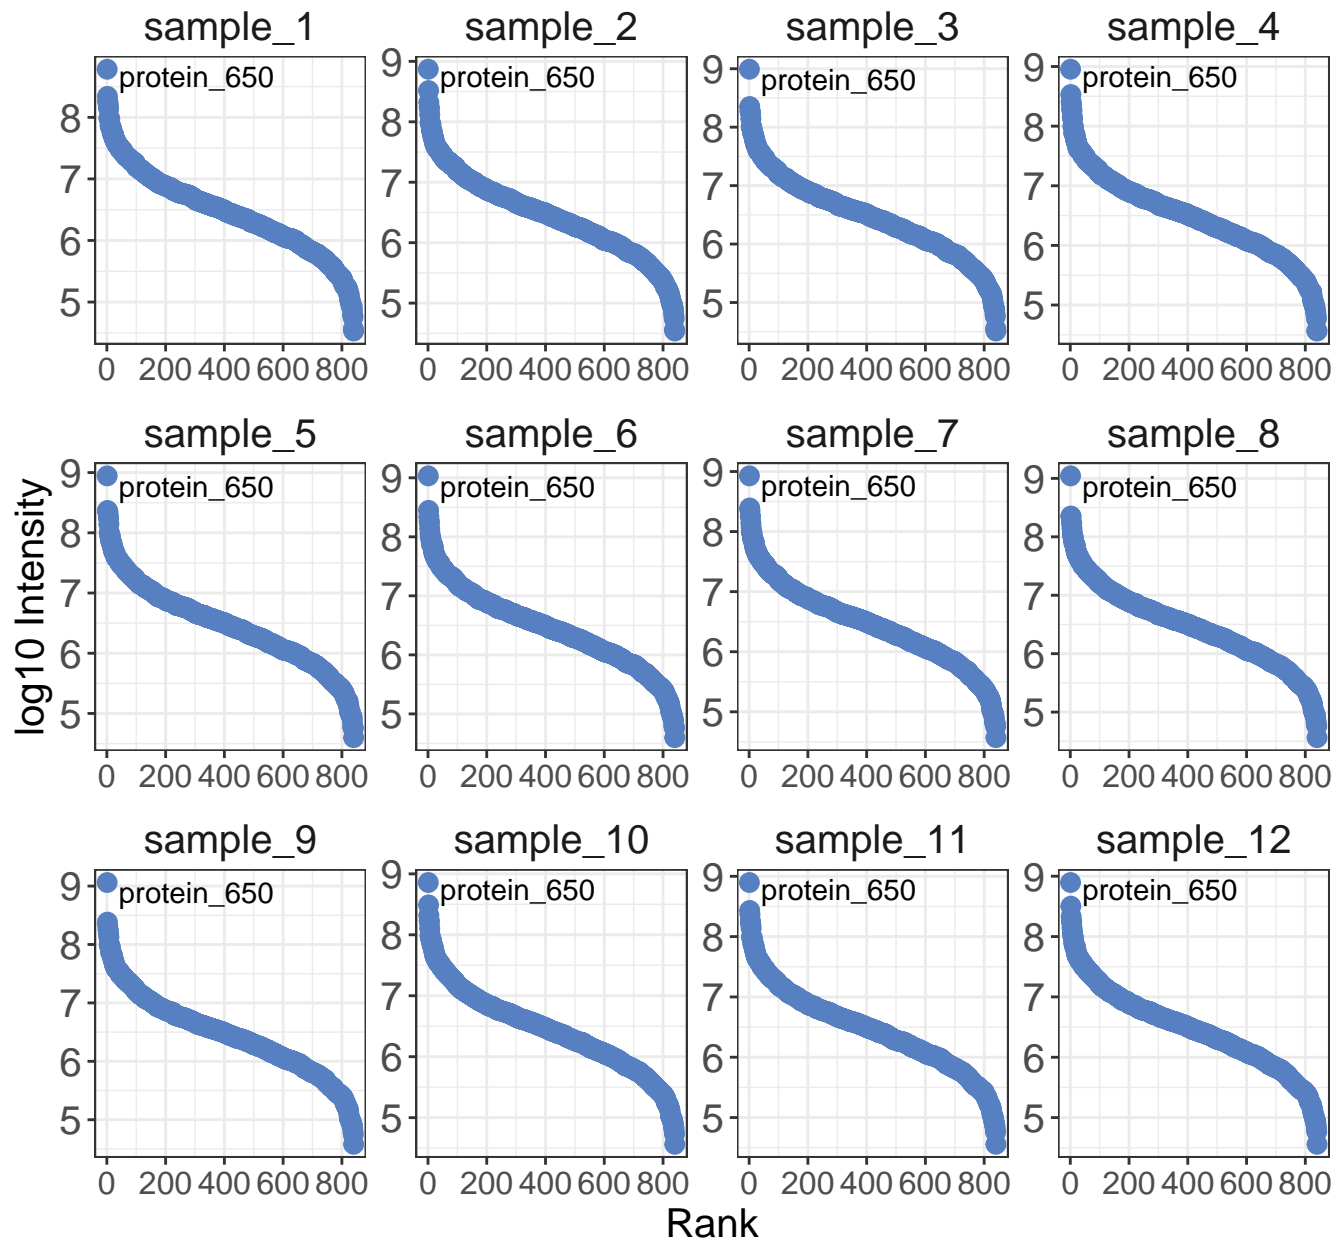 sample_1 sample_2 sample_3 sample_4
protein_650 protein_650 protein_650 protein_650
8 9 9 9
7 8 8 8
6 7 7 7
5 6 6 6
5 5 5
0 200 400 600 800 0 200 400 600 800 0 200 400 600 800 0 200 400 600 800
sample_5 sample_6 sample_7 sample_8
protein_650 protein_650 protein_650 protein_650
9 9 9 9
8 8 8 8
7 7 7 7
6 6 6 6
5 5 5 5
0 200 400 600 800 0 200 400 600 800 0 200 400 600 800 0 200 400 600 800
log10 Intensity
sample_9 sample_10 sample_11 sample_12
protein_650 protein_650 protein_650 protein_650
9 9 9 9
8 8 8 8
7 7 7 7
6 6 6 6
5 5 5 5
0 200 400 600 800 0 200 400 600 800 0 200 400 600 800 0 200 400 600 800
Rank